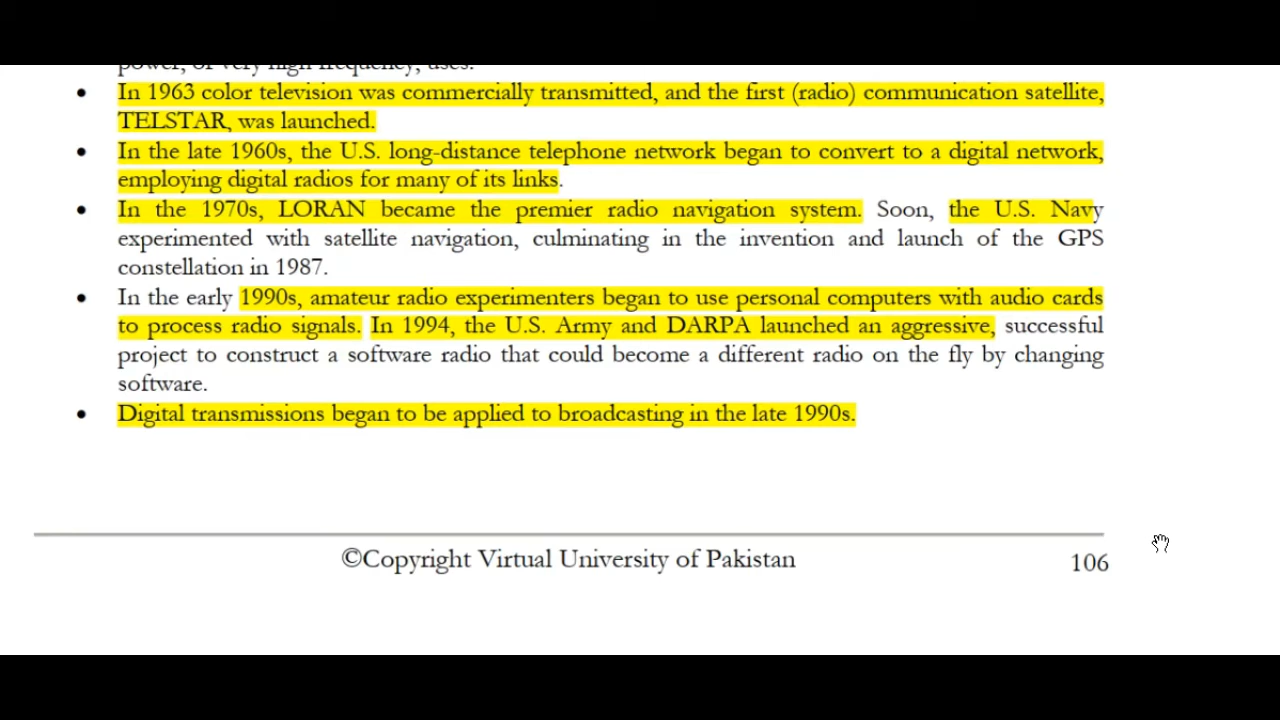 power, or very high frequency, uses.
• In 1963 color television was commercially transmitted, and the first (radio) communication satellite,
TELSTAR, was launched.
• In the late 1960s, the U.S. long-distance telephone network began to convert to a digital network,
employing digital radios for many of its links.
• In the 1970s, LORAN became the premier radio navigation system. Soon, the U.S. Navy
experimented with satellite navigation, culminating in the invention and launch of the GPS
constellation in 1987.
• In the early 1990s, amateur radio experimenters began to use personal computers with audio cards
to process radio signals. In 1994, the U.S. Army and DARPA launched an aggressive, successful
project to construct a software radio that could become a different radio on the fly by changing
software.
• Digital transmissions began to be applied to broadcasting in the late 1990s.
©Copyright Virtual University of Pakistan 106